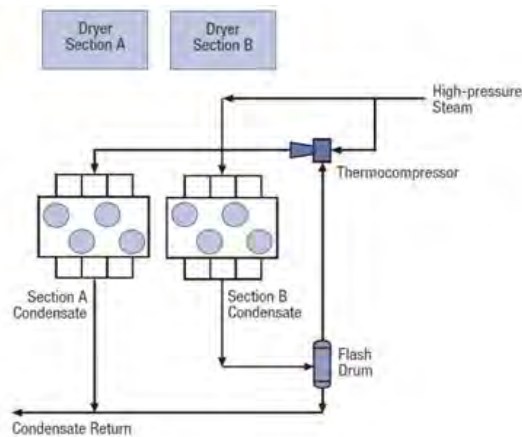 Dryer
Section A
Dryer
Section B
High-pressure
Steam
Thermocompressor
Section A
Condensate
Section B
Condensate
Flash
Drum
Condensate Return